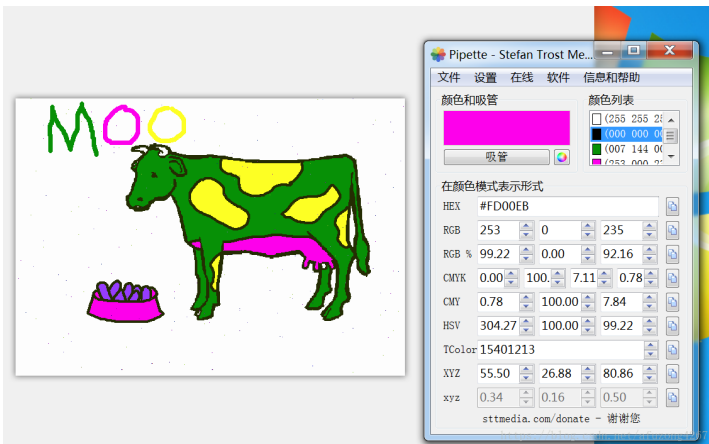 MOO
Pipette - Stefan Trost Me...
文件 设置 在线 软件 信息和帮助
颜色和吸管
颜色列表
(255 255 25
(000 000 00
(007 144 00
(253 000 23
吸管
在颜色模式表示形式
HEX #FD00EB
RGB 253 0 235
RGB % 99.22 0.00 92.16
CMYK 0.00 100. 7.11 0.78
CMY 0.78 100.00 7.84
HSV 304.27 100.00 99.22
TColor 15401213
XYZ 55.50 26.88 80.86
xyz 0.34 0.16 0.50
sttmedia.com/donate - 谢谢您